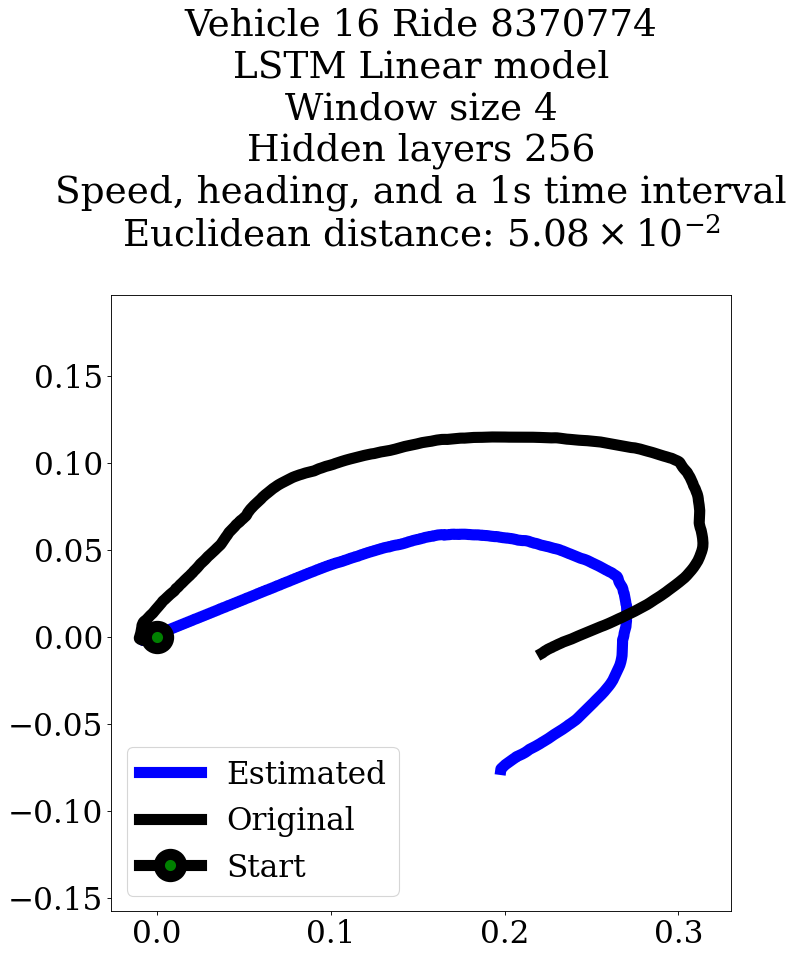 Vehicle 16 Ride 8370774
LSTM Linear model
Window size 4
Hidden layers 256
Speed, heading, and a 1s time interval
Euclidean distance: 5.08 × 10⁻²
0.15
0.10
0.05
0.00
−0.05
−0.10
−0.15
Estimated
Original
Start
0.0 0.1 0.2 0.3